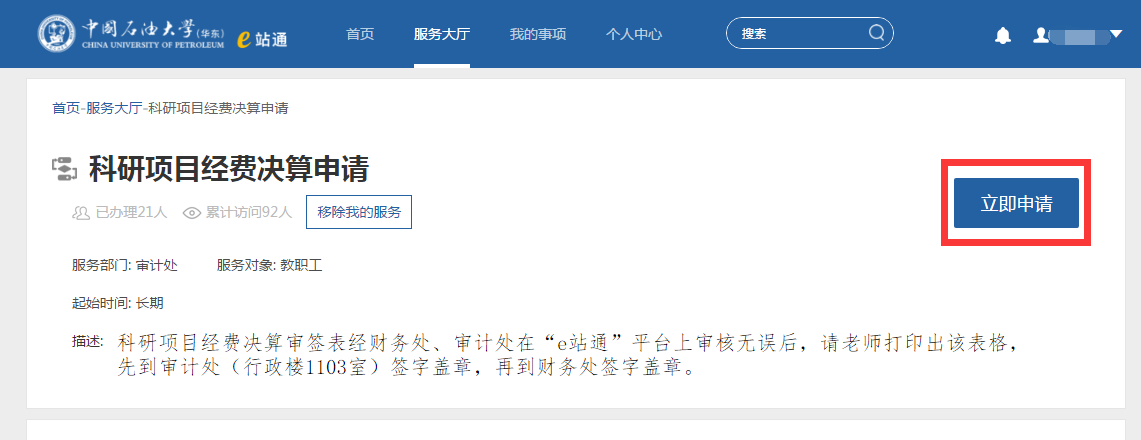 中国石油大学(华东)
CHINA UNIVERSITY OF PETROLEUM
e站通
首页 服务大厅 我的事项 个人中心 搜索
首页-服务大厅-科研项目经费决算申请
科研项目经费决算申请
立即申请
已办理21人 累计访问92人 移除我的服务
服务部门: 审计处 服务对象: 教职工
起始时间: 长期
描述: 科研项目经费决算审签表经财务处、审计处在“e站通”平台上审核无误后，请老师打印出该表格，
先到审计处（行政楼1103室）签字盖章，再到财务处签字盖章。